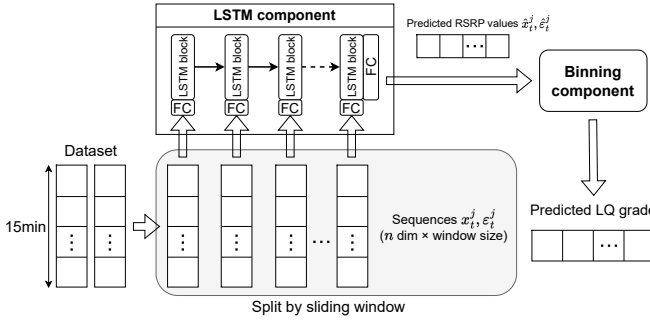 LSTM component
LSTM block
LSTM block
LSTM block
LSTM block
FC
FC
FC
FC
FC
Predicted RSRP values x̂ₜʲ, ε̂ₜʲ
...
Binning
component
Dataset
15min
...
...
...
...
...
...
...
Sequences xₜʲ, εₜʲ
(n dim × window size)
Predicted LQ grade
...
Split by sliding window